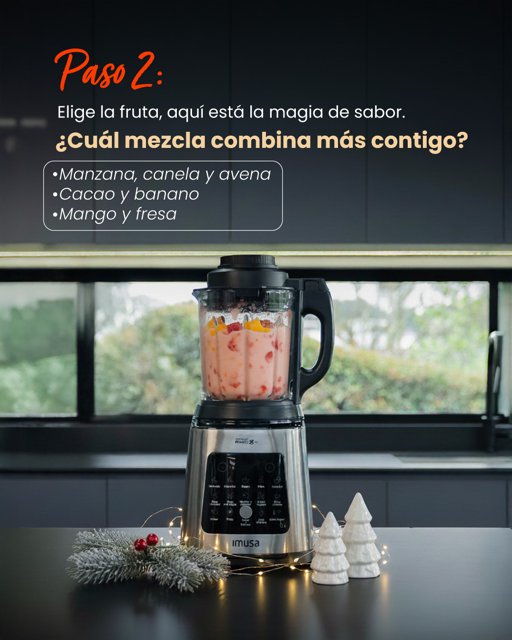 Paso 2:
Elige la fruta, aquí está la magia de sabor.
¿Cuál mezcla combina más contigo?
•Manzana, canela y avena
•Cacao y banano
•Mango y fresa
imusa